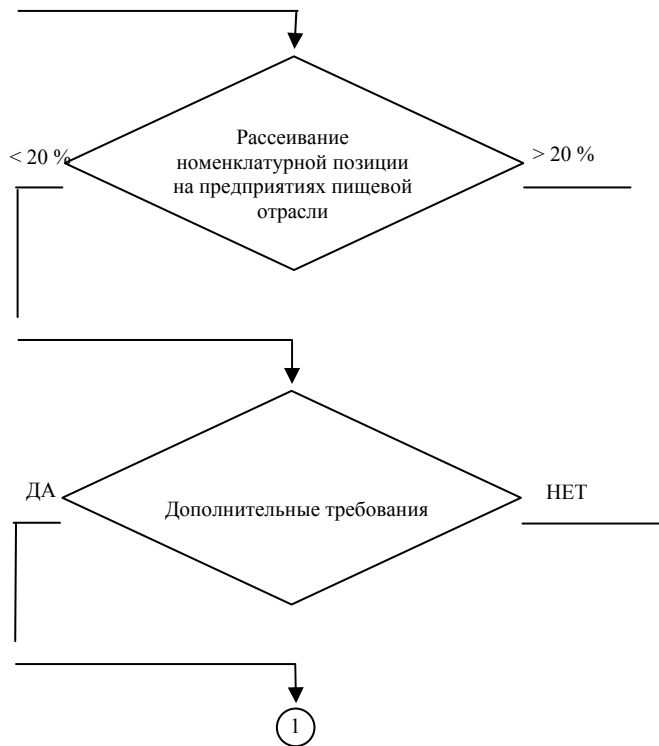 Рассеивание
< 20 %
номенклатурной позиции
> 20 %
на предприятиях пищевой
отрасли
ДА
НЕТ
Дополнительные требования
1